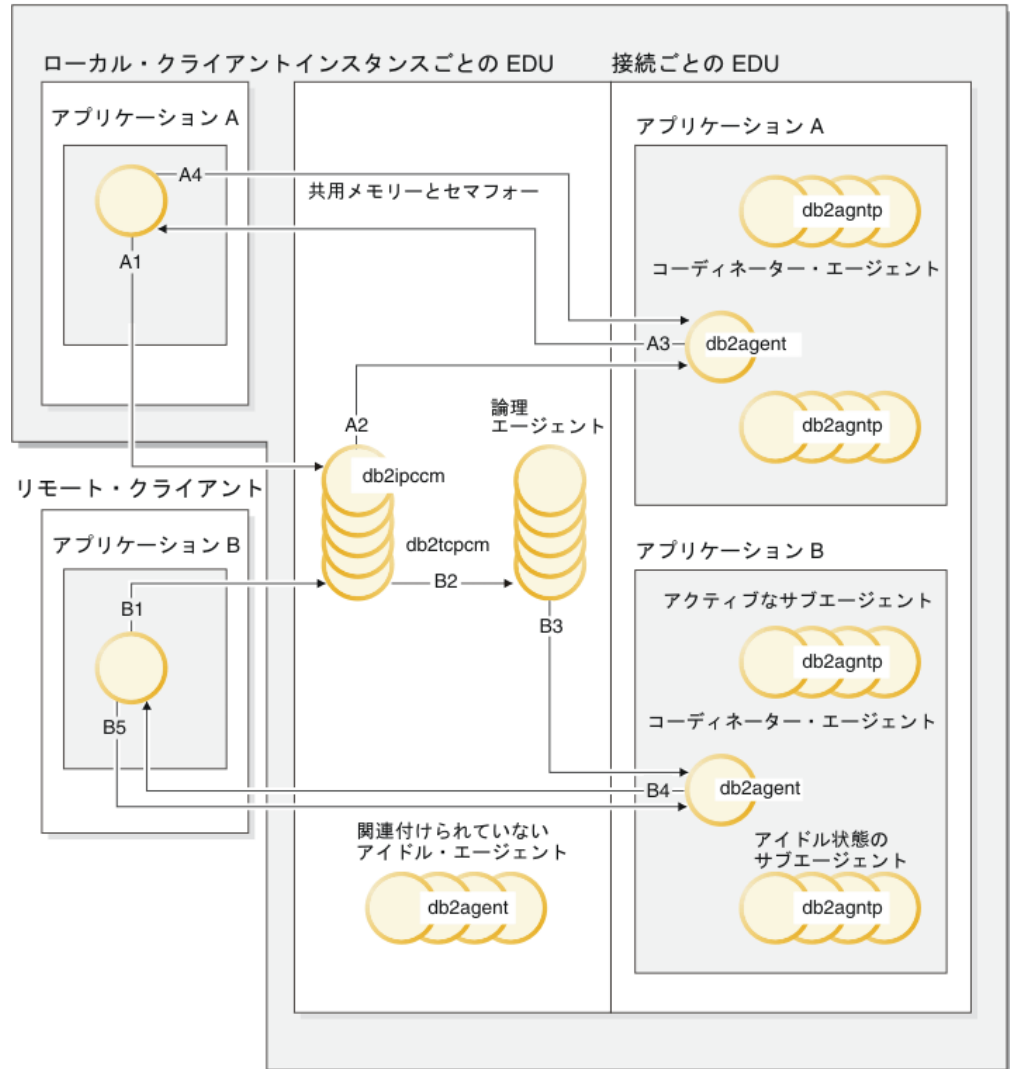 ローカル・クライアント
インスタンスごとの EDU
接続ごとの EDU
アプリケーション A
A4
A1
共用メモリーとセマフォー
アプリケーション A
db2agntp
コーディネーター・エージェント
A3
db2agent
db2agntp
A2
論理
エージェント
db2ipccm
db2tcpcm
B2
B3
リモート・クライアント
アプリケーション B
B1
B5
アプリケーション B
アクティブなサブエージェント
db2agntp
コーディネーター・エージェント
B4
db2agent
アイドル状態の
サブエージェント
db2agntp
関連付けられていない
アイドル・エージェント
db2agent